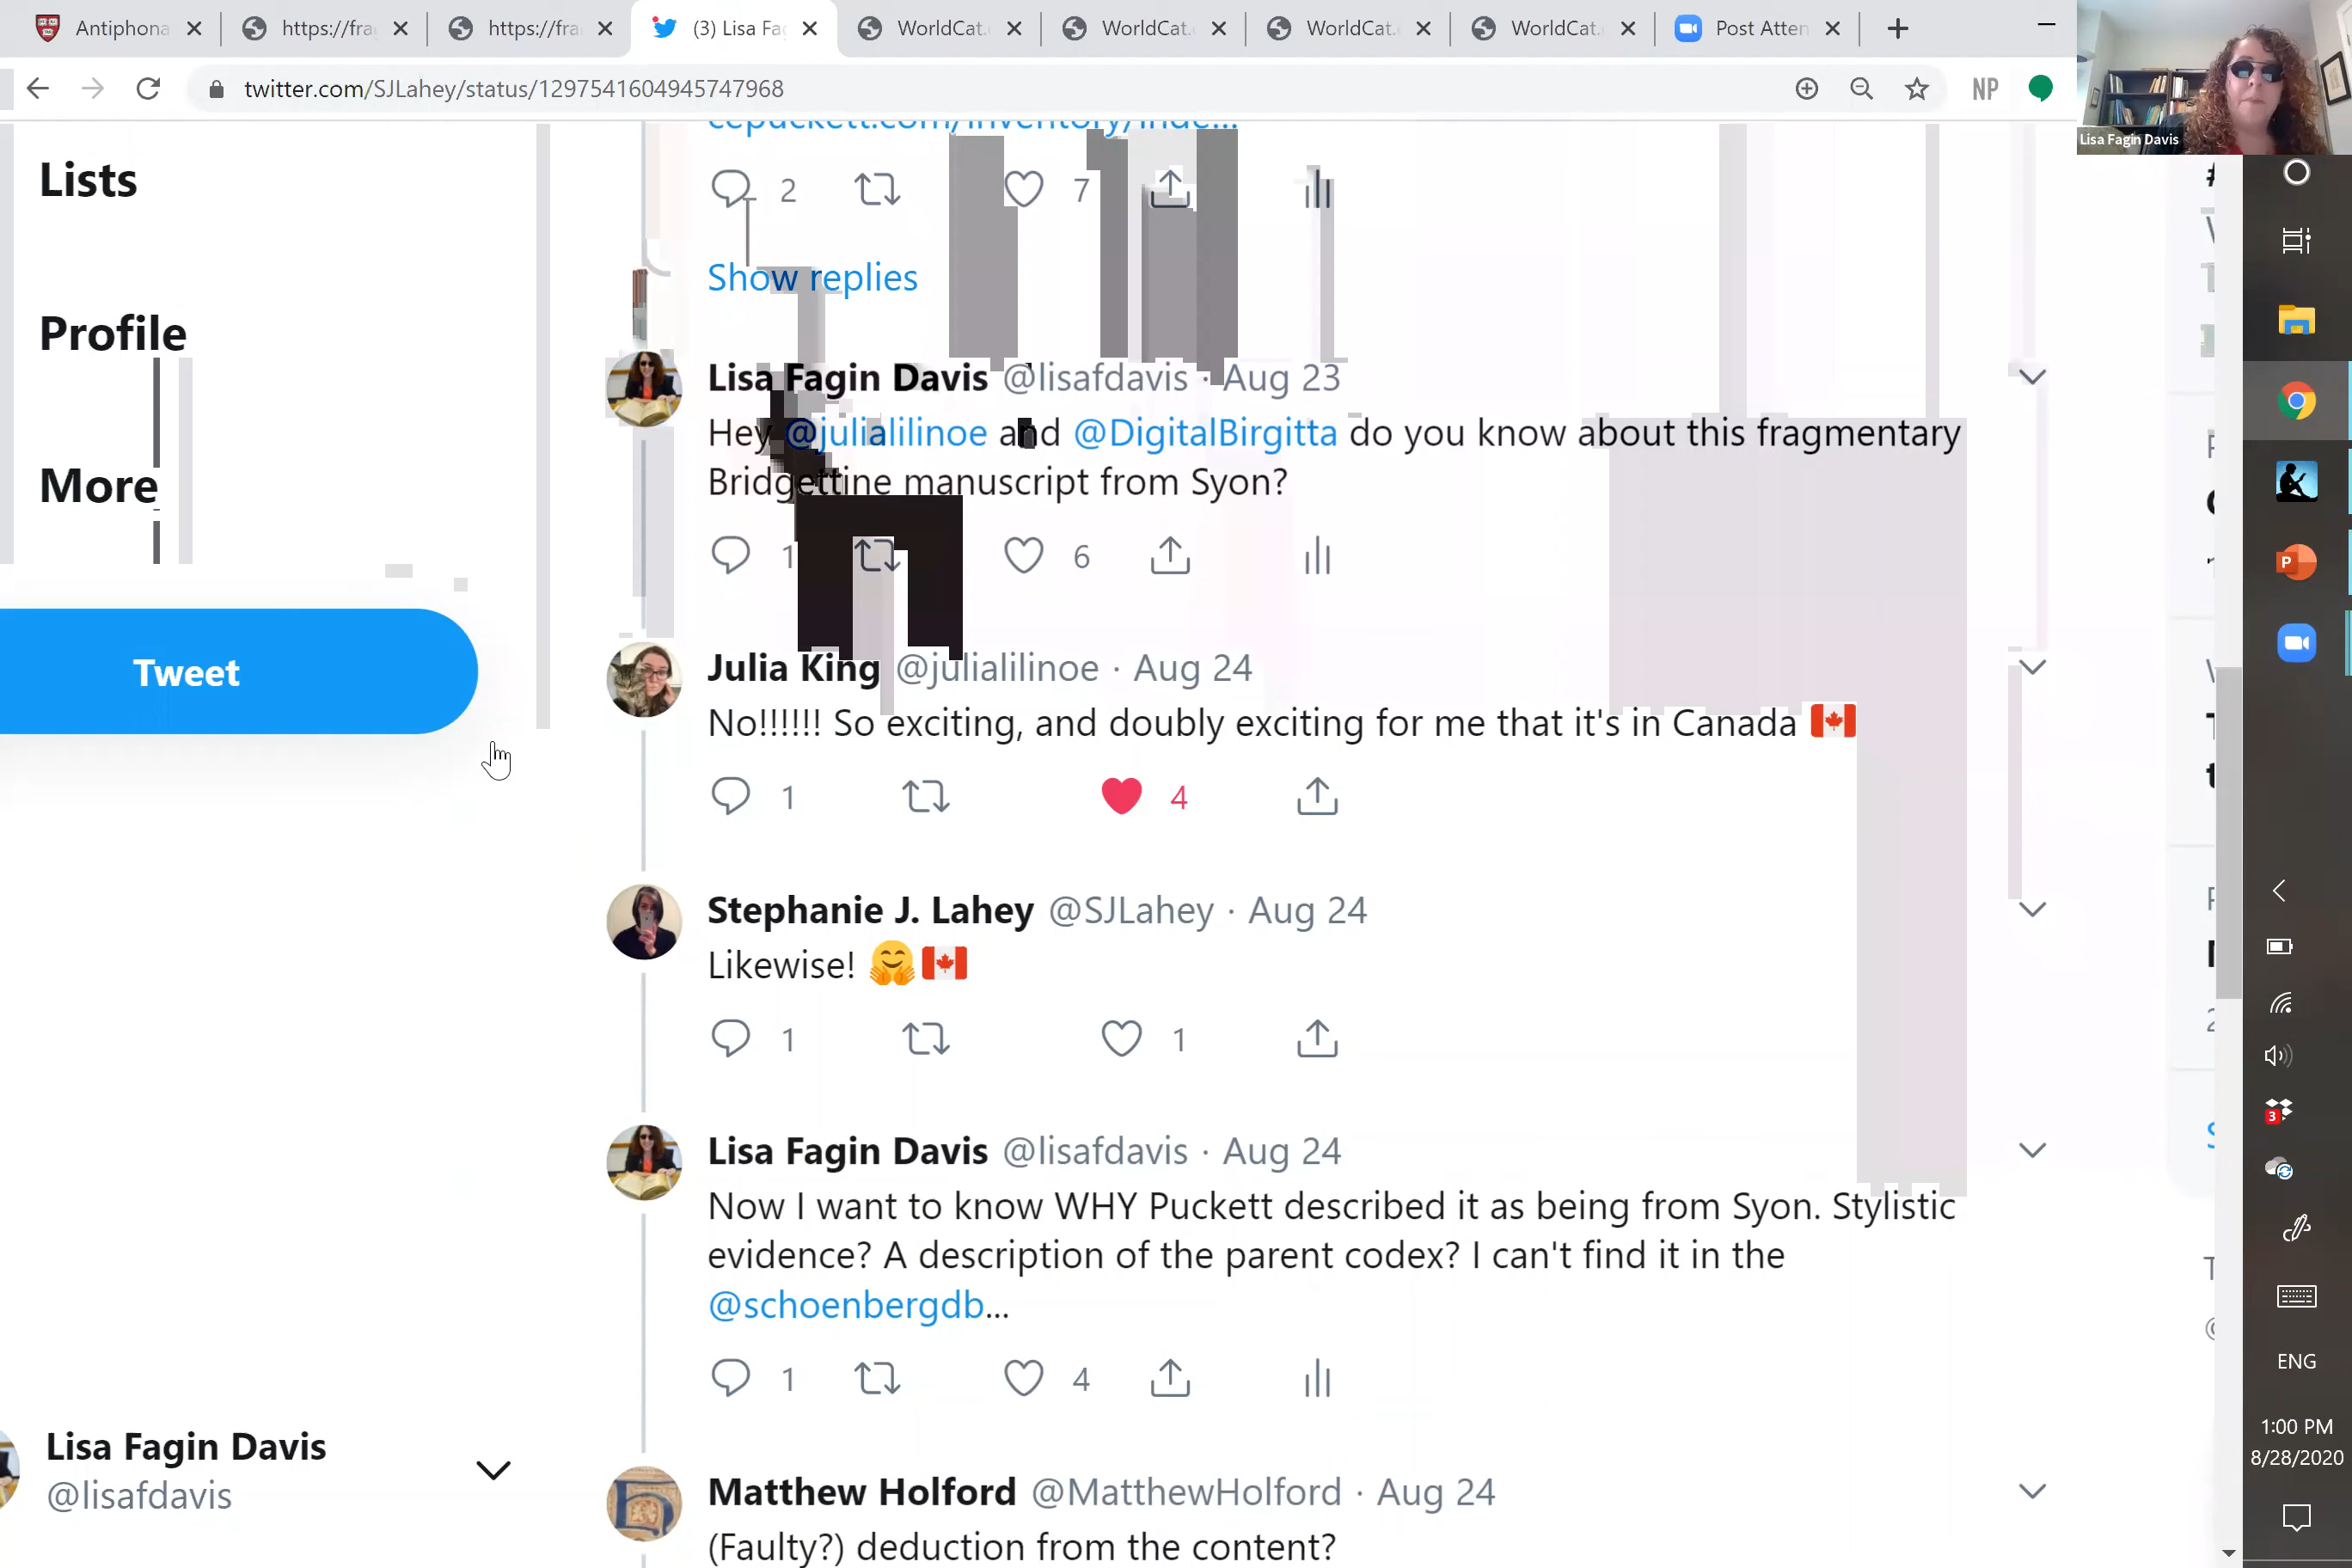 Antiphona
https://fra
https://fra
(3) Lisa Fag
WorldCat.
WorldCat.
WorldCat.
WorldCat.
Post Atten
twitter.com/SJLahey/status/1297541604945747968
NP
Lisa Fagin Davis
Lists
Profile
More
Tweet
Lisa Fagin Davis
@lisafdavis
cepuckett.com/inventory/inde...
2 7
Show replies
Lisa Fagin Davis @lisafdavis · Aug 23
Hey @julialilinoe and @DigitalBirgitta do you know about this fragmentary
Bridgettine manuscript from Syon?
1 6
Julia King @julialilinoe · Aug 24
No!!!!!! So exciting, and doubly exciting for me that it's in Canada 🇨🇦
1 4
Stephanie J. Lahey @SJLahey · Aug 24
Likewise! 🤗🇨🇦
1 1
Lisa Fagin Davis @lisafdavis · Aug 24
Now I want to know WHY Puckett described it as being from Syon. Stylistic
evidence? A description of the parent codex? I can't find it in the
@schoenbergdb...
1 4
Matthew Holford @MatthewHolford · Aug 24
(Faulty?) deduction from the content?
3
ENG
1:00 PM
8/28/2020